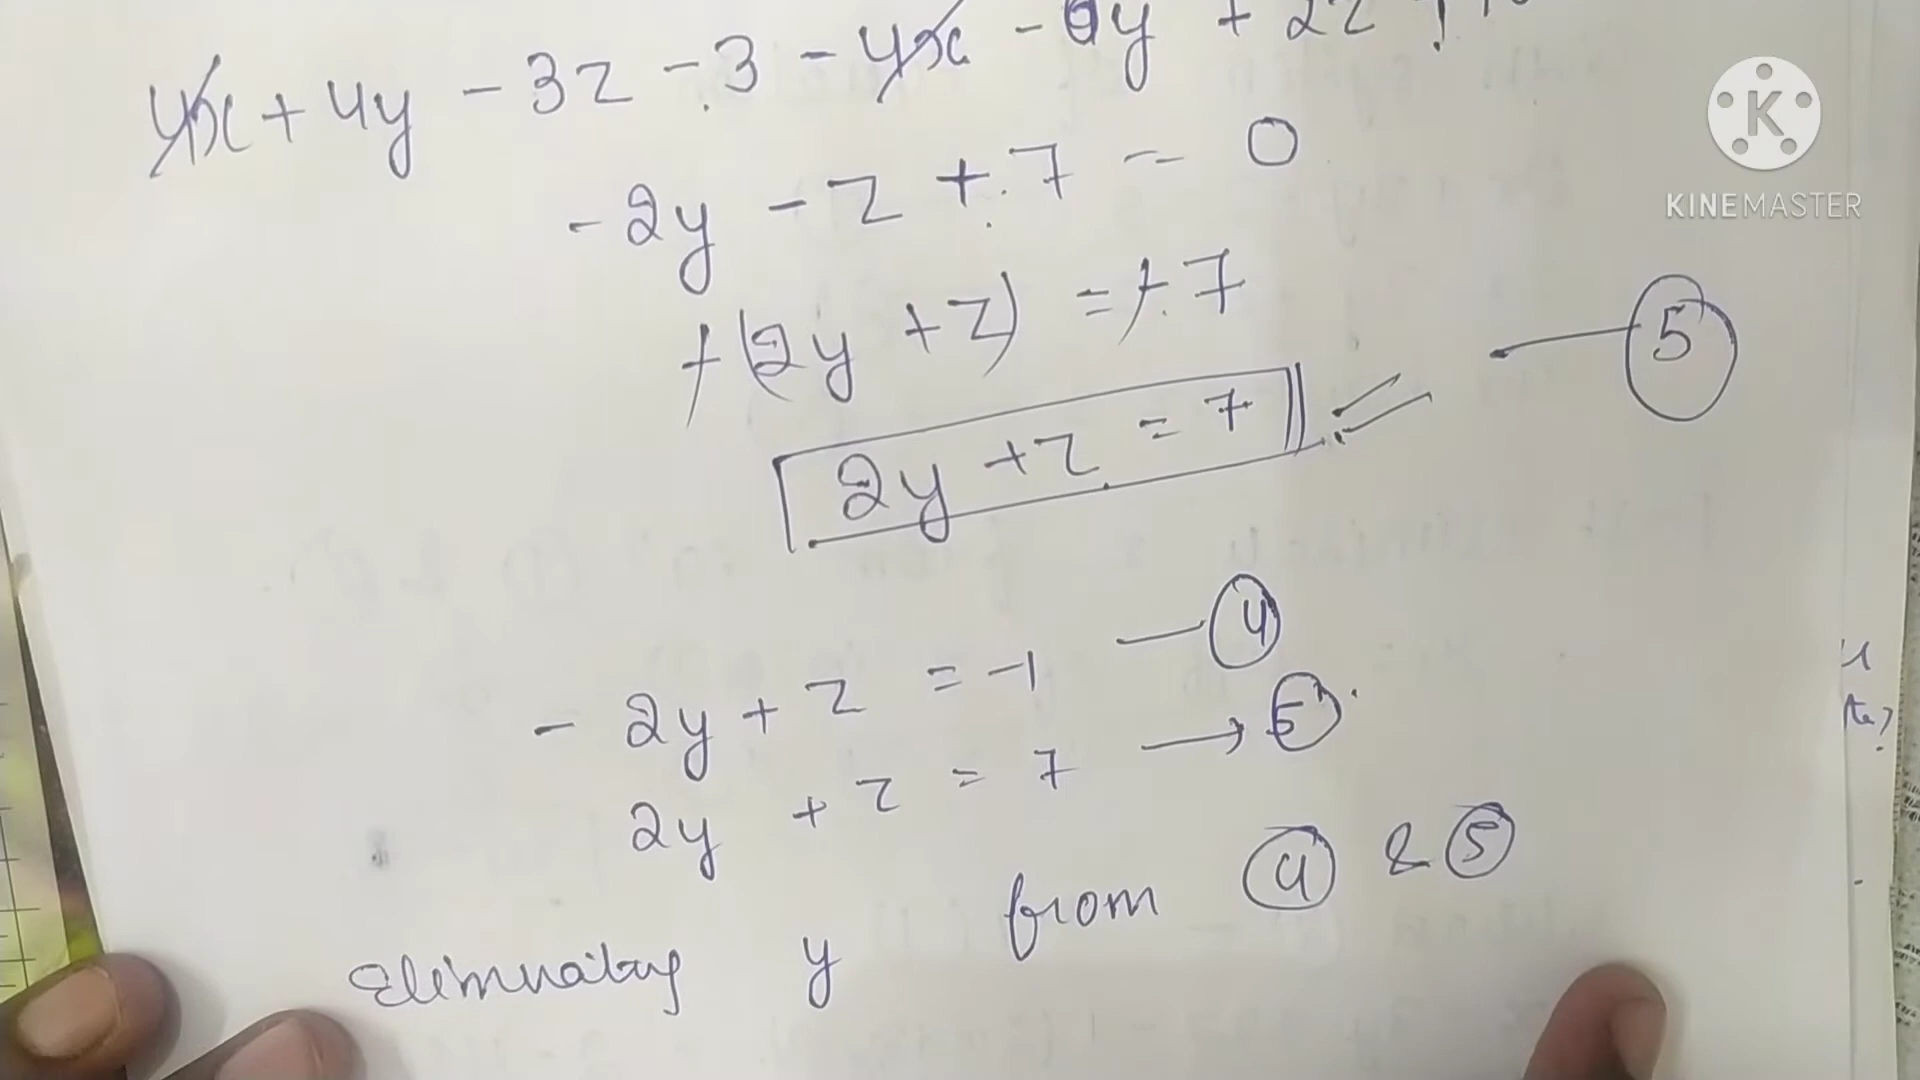 4x + 4y - 3z - 3 - 4x - 6y + 2z
- 2y - z + 7 = 0
K
KINEMASTER
-(2y + z) = -7
5
2y + z = 7
- 2y + z = -1 — 4
2y + z = 7 → 5
Eliminating y from 4 & 5